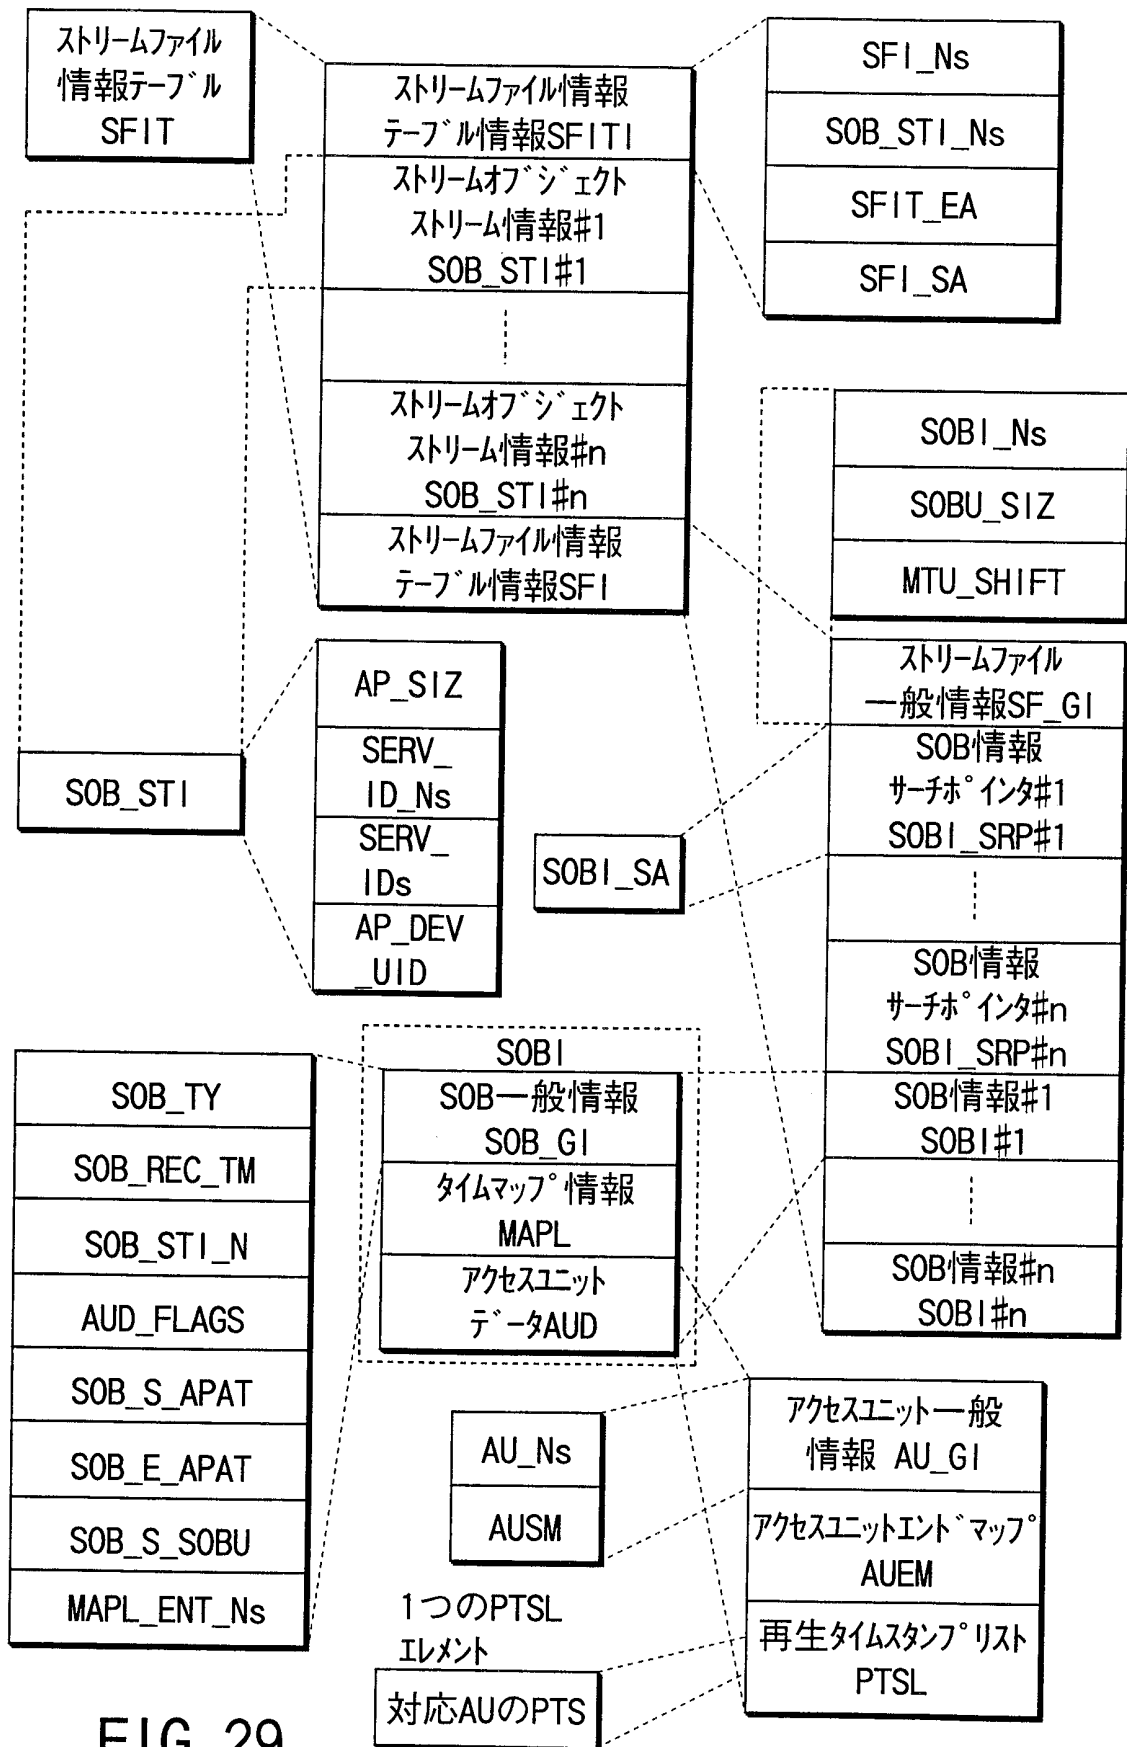 ストリームファイル
情報テーブル
SFIT
ストリームファイル情報
テーブル情報SFITI
ストリームオブジェクト
ストリーム情報#1
SOB_STI#1
ストリームオブジェクト
ストリーム情報#n
SOB_STI#n
ストリームファイル情報
テーブル情報SFI
SFI_Ns
SOB_STI_Ns
SFIT_EA
SFI_SA
SOBI_Ns
SOBU_SIZ
MTU_SHIFT
ストリームファイル
一般情報SF_GI
SOB情報
サーチポインタ#1
SOBI_SRP#1
SOB情報
サーチポインタ#n
SOBI_SRP#n
SOB情報#1
SOBI#1
SOB情報#n
SOBI#n
SOB_STI
AP_SIZ
SERV_
ID_Ns
SERV_
IDs
AP_DEV
_UID
SOBI_SA
SOBI
SOB一般情報
SOB_GI
タイムマップ情報
MAPL
アクセスユニット
データAUD
SOB_TY
SOB_REC_TM
SOB_STI_N
AUD_FLAGS
SOB_S_APAT
SOB_E_APAT
SOB_S_SOBU
MAPL_ENT_Ns
AU_Ns
AUSM
アクセスユニット一般
情報 AU_GI
アクセスユニットエンドマップ
AUEM
再生タイムスタンプリスト
PTSL
1つのPTSL
エレメント
対応AUのPTS
FIG. 29